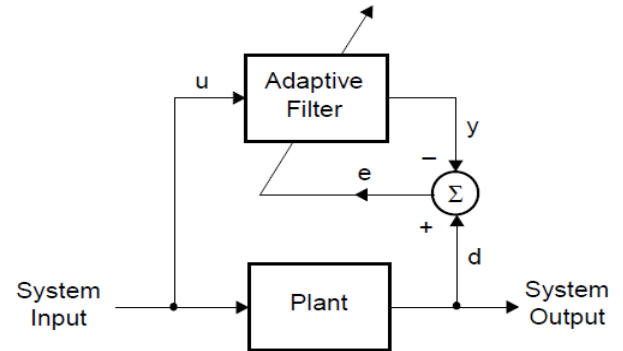 u
Adaptive
Filter
y
−
e
Σ
+
d
System
Input
Plant
System
Output